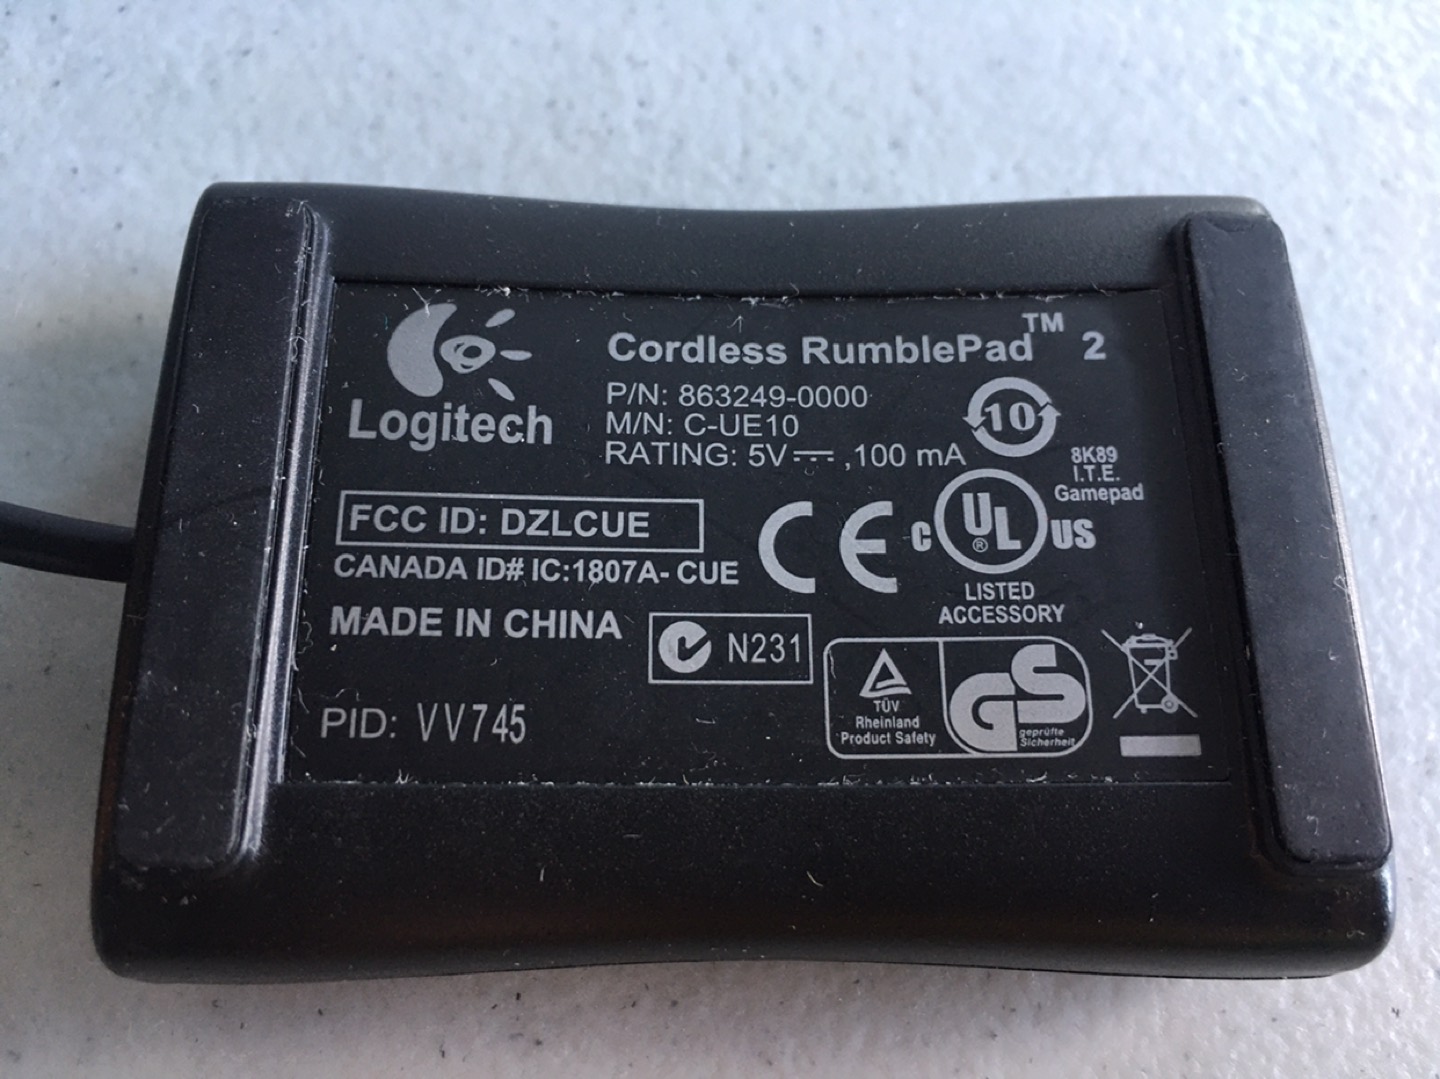 Logitech
Cordless RumblePad™ 2
P/N: 863249-0000
M/N: C-UE10
RATING: 5V⎓,100 mA
10
8K89
I.T.E.
Gamepad
FCC ID: DZLCUE
CANADA ID# IC:1807A- CUE
CE
C UL® US
LISTED
ACCESSORY
MADE IN CHINA
N231
PID: VV745
TÜV
Rheinland
Product Safety
GS
geprüfte
Sicherheit